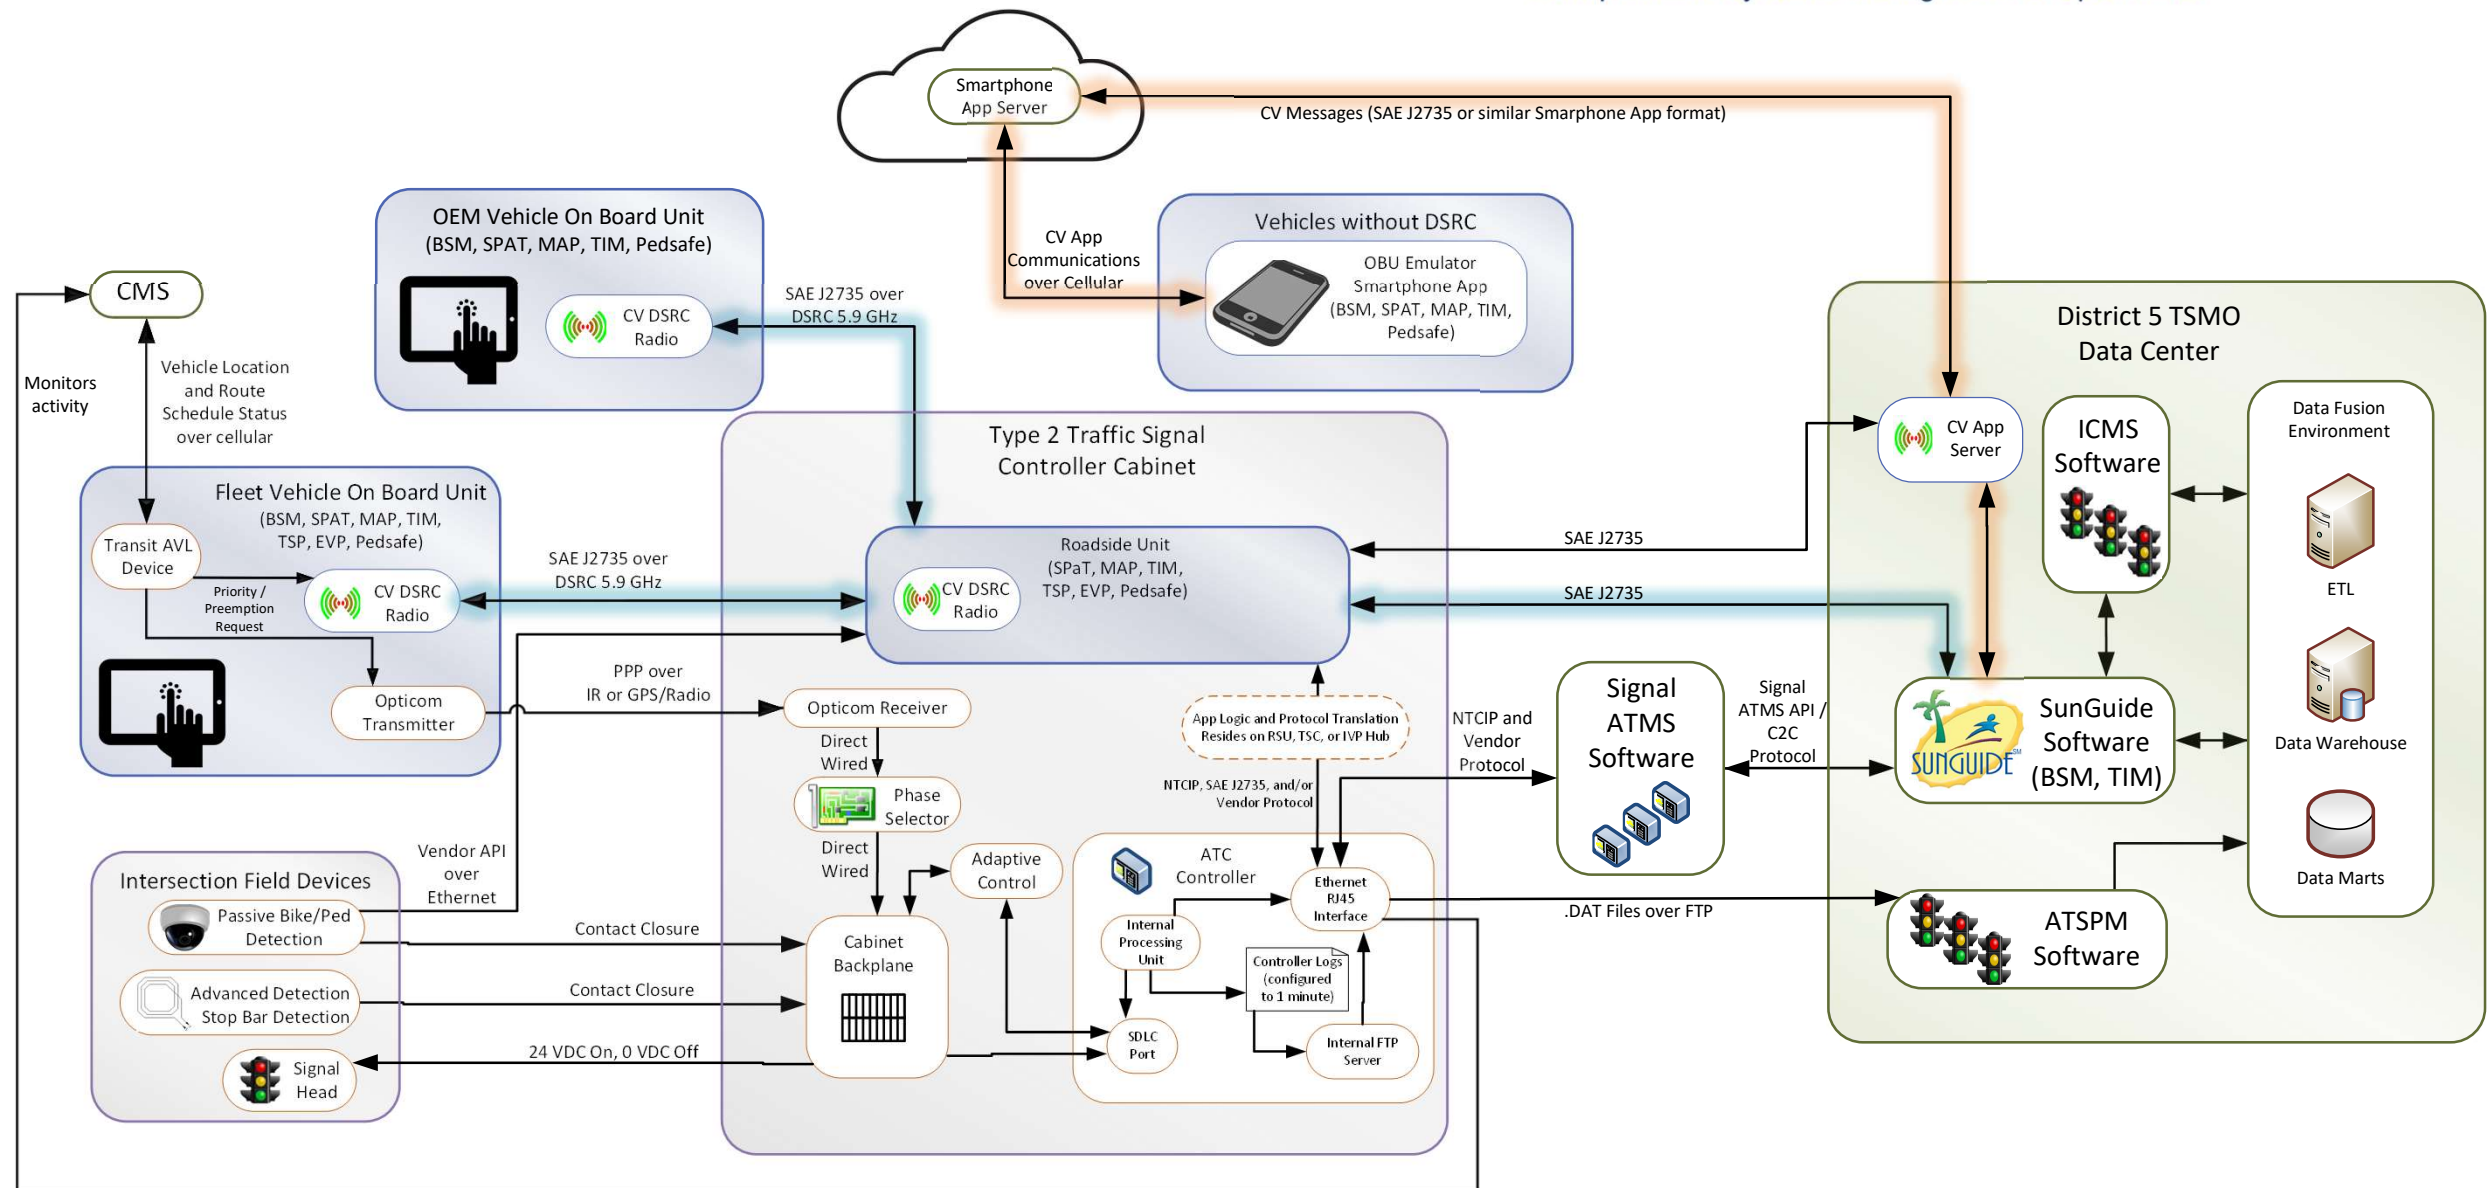 Smartphone
App Server
CV Messages (SAE J2735 or similar Smarphone App format)
OEM Vehicle On Board Unit
(BSM, SPAT, MAP, TIM, Pedsafe)
CV DSRC
Radio
SAE J2735 over
DSRC 5.9 GHz
CV App
Communications
over Cellular
Vehicles without DSRC
OBU Emulator
Smartphone App
(BSM, SPAT, MAP, TIM,
Pedsafe)
CMS
Monitors
activity
Vehicle Location
and Route
Schedule Status
over cellular
Fleet Vehicle On Board Unit
(BSM, SPAT, MAP, TIM,
TSP, EVP, Pedsafe)
Transit AVL
Device
Priority /
Preemption
Request
CV DSRC
Radio
Opticom
Transmitter
SAE J2735 over
DSRC 5.9 GHz
PPP over
IR or GPS/Radio
Vendor API
over
Ethernet
Intersection Field Devices
Passive Bike/Ped
Detection
Advanced Detection
Stop Bar Detection
Signal
Head
Contact Closure
Contact Closure
24 VDC On, 0 VDC Off
Type 2 Traffic Signal
Controller Cabinet
Roadside Unit
(SPaT, MAP, TIM,
TSP, EVP, Pedsafe)
CV DSRC
Radio
Opticom Receiver
Direct
Wired
Phase
Selector
Direct
Wired
Adaptive
Control
Cabinet
Backplane
App Logic and Protocol Translation
Resides on RSU, TSC, or IVP Hub
NTCIP, SAE J2735, and/or
Vendor Protocol
ATC
Controller
Ethernet
RJ45
Interface
Internal
Processing
Unit
Controller Logs
(configured
to 1 minute)
SDLC
Port
Internal FTP
Server
SAE J2735
SAE J2735
NTCIP and
Vendor
Protocol
Signal
ATMS
Software
Signal
ATMS API /
C2C
Protocol
.DAT Files over FTP
District 5 TSMO
Data Center
CV App
Server
ICMS
Software
SUNGUIDE SM
SunGuide
Software
(BSM, TIM)
ATSPM
Software
Data Fusion
Environment
ETL
Data Warehouse
Data Marts